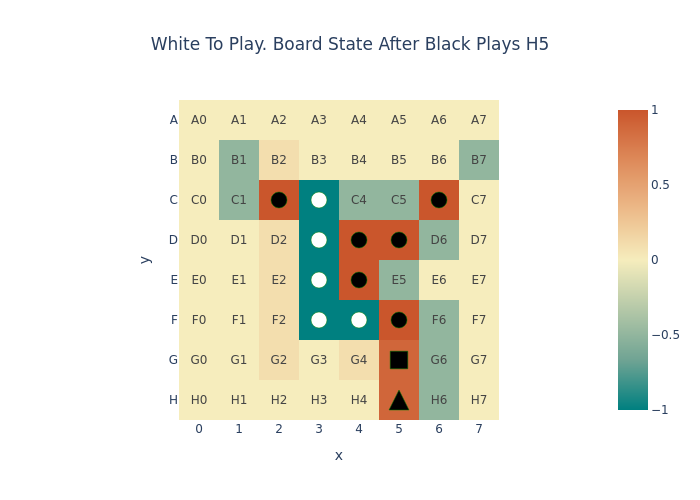 White To Play. Board State After Black Plays H5
A A0 A1 A2 A3 A4 A5 A6 A7
B B0 B1 B2 B3 B4 B5 B6 B7
C C0 C1 C4 C5 C7
D D0 D1 D2 D6 D7
E E0 E1 E2 E5 E6 E7
F F0 F1 F2 F6 F7
G G0 G1 G2 G3 G4 G6 G7
H H0 H1 H2 H3 H4 H6 H7
0 1 2 3 4 5 6 7
x
y
1
0.5
0
−0.5
−1